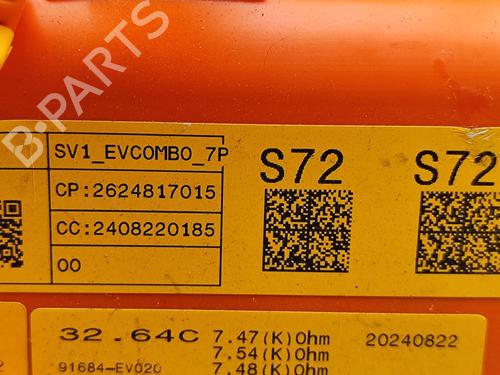 B-PARTS
SV1_EVCOMBO_7P
S72
S72
CP:2624817015
CC:2408220185
00
32.64C
7.47(K)Ohm
20240822
7.54(K)Ohm
91684-EV020
7.48(K)Ohm